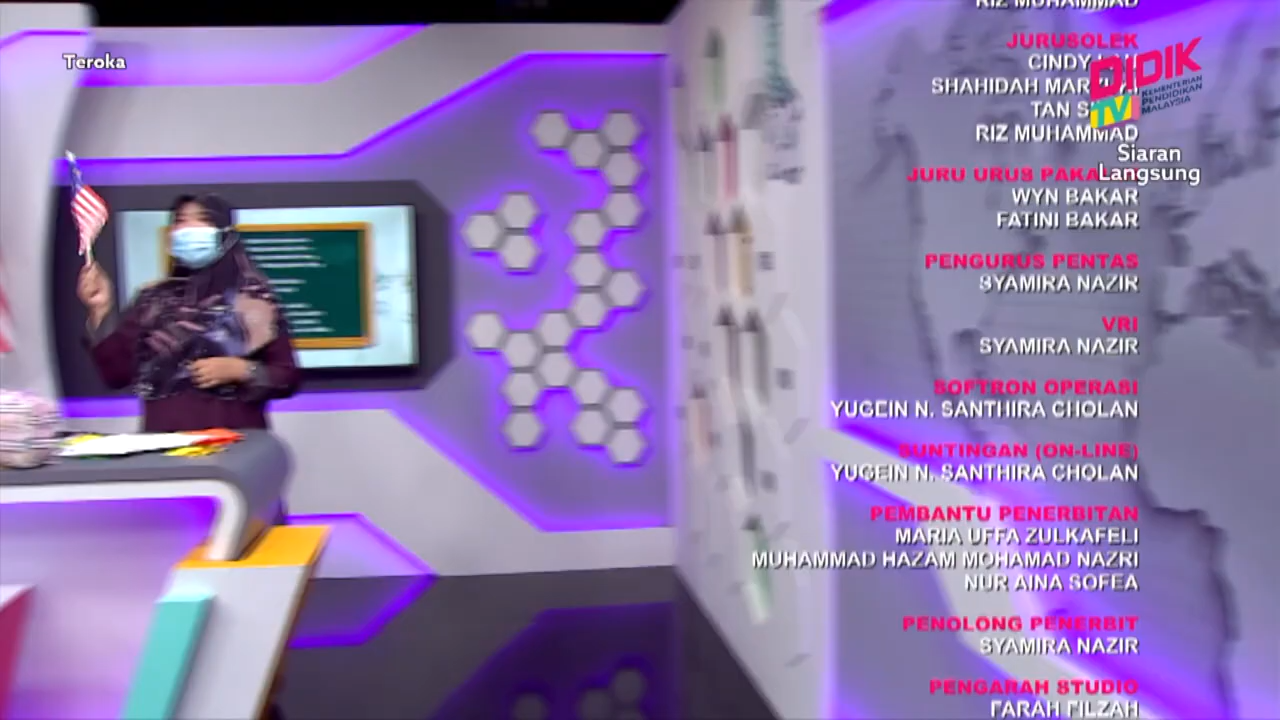 Teroka
RIZ MUHAMMAD
JURUSOLEK
CINDY
SHAHIDAH
TAN
RIZ MUHAMMAD
JURU URUS
WYN BAKAR
FATINI BAKAR
PENGURUS PENTAS
SYAMIRA NAZIR
VRI
SYAMIRA NAZIR
SOFTRON OPERASI
YUGEIN N. SANTHIRA CHOLAN
SUNTINGAN (ON-LINE)
YUGEIN N. SANTHIRA CHOLAN
PEMBANTU PENERBITAN
MARIA UFFA ZULKAFELI
MUHAMMAD HAZAM MOHAMAD NAZRI
NUR AINA SOFEA
PENOLONG PENERBIT
SYAMIRA NAZIR
PENGARAH STUDIO
FARAH FILZAH
DIDIK
TV
KEMENTERIAN
PENDIDIKAN
MALAYSIA
Siaran
Langsung